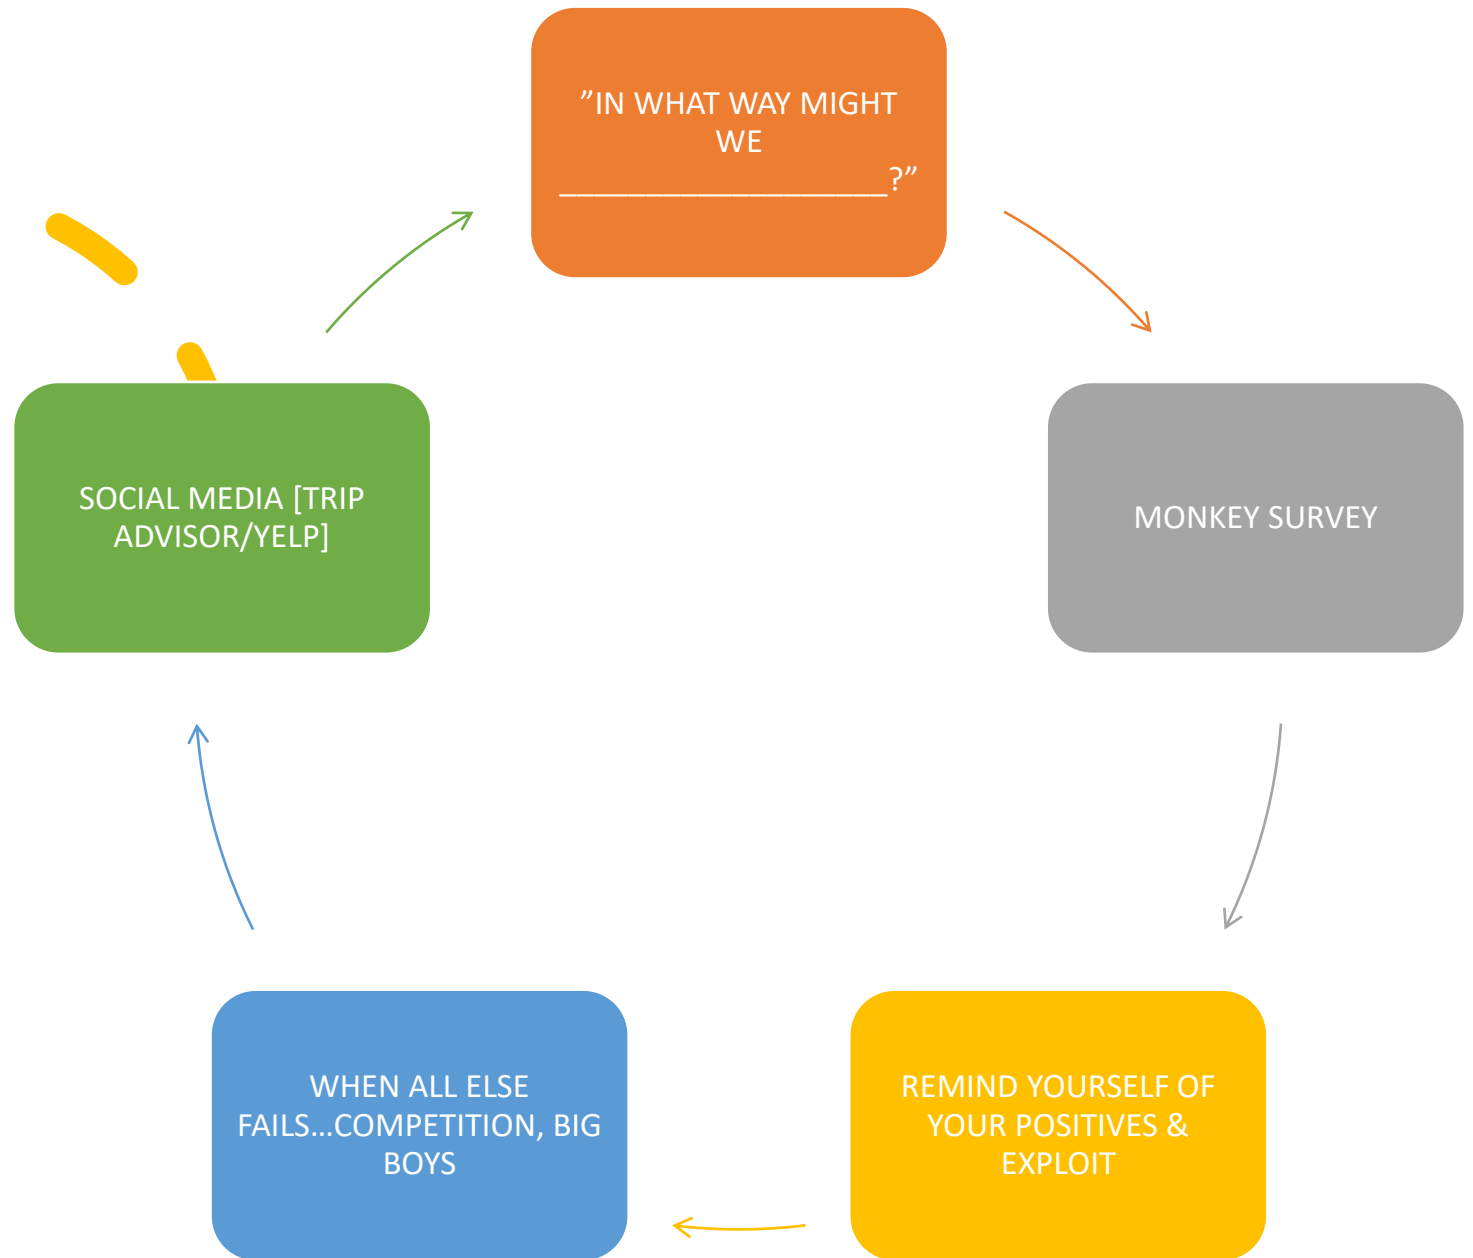 ”IN WHAT WAY MIGHT
WE
___________________?”
MONKEY SURVEY
REMIND YOURSELF OF
YOUR POSITIVES &
EXPLOIT
WHEN ALL ELSE
FAILS...COMPETITION, BIG
BOYS
SOCIAL MEDIA [TRIP
ADVISOR/YELP]